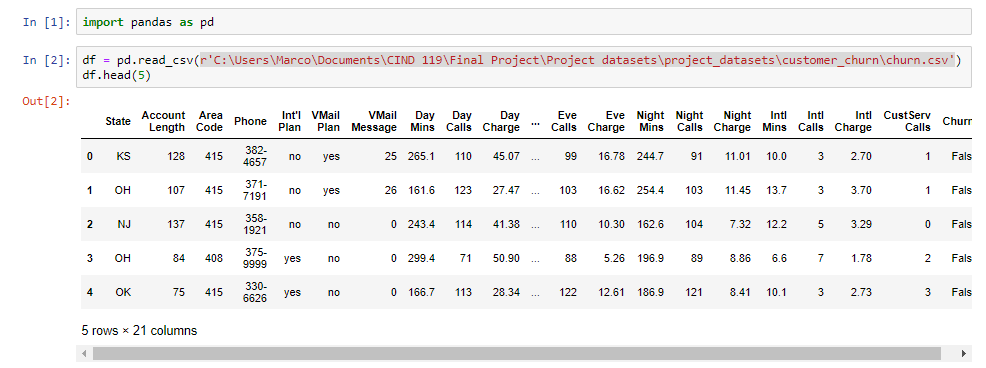 In [1]: import pandas as pd
In [2]: df = pd.read_csv(r'C:\Users\Marco\Documents\CIND 119\Final Project\Project datasets\project_datasets\customer_churn\churn.csv')
df.head(5)
Out[2]:
State Account Length Area Code Phone Int'l Plan VMail Plan VMail Message Day Mins Day Calls Day Charge ... Eve Calls Eve Charge Night Mins Night Calls Night Charge Intl Mins Intl Calls Intl Charge CustServ Calls Churn
0 KS 128 415 382-4657 no yes 25 265.1 110 45.07 ... 99 16.78 244.7 91 11.01 10.0 3 2.70 1 Fals
1 OH 107 415 371-7191 no yes 26 161.6 123 27.47 ... 103 16.62 254.4 103 11.45 13.7 3 3.70 1 Fals
2 NJ 137 415 358-1921 no no 0 243.4 114 41.38 ... 110 10.30 162.6 104 7.32 12.2 5 3.29 0 Fals
3 OH 84 408 375-9999 yes no 0 299.4 71 50.90 ... 88 5.26 196.9 89 8.86 6.6 7 1.78 2 Fals
4 OK 75 415 330-6626 yes no 0 166.7 113 28.34 ... 122 12.61 186.9 121 8.41 10.1 3 2.73 3 Fals
5 rows × 21 columns